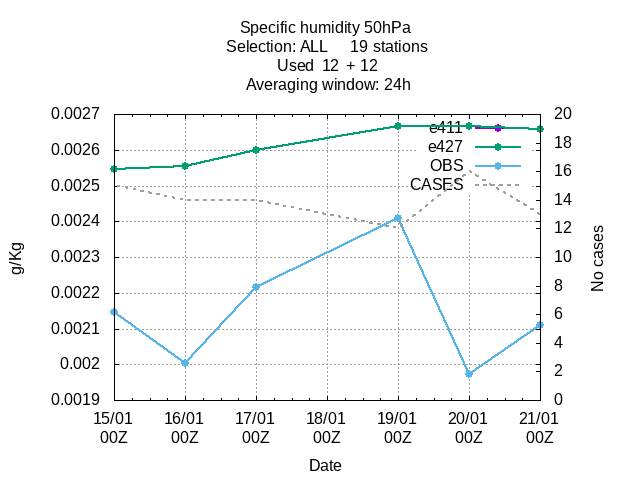 Specific humidity 50hPa
Selection: ALL 19 stations
Used 12 + 12
Averaging window: 24h
0.0027
0.0026
0.0025
0.0024
0.0023
0.0022
0.0021
0.002
0.0019
g/Kg
20
18
16
14
12
10
8
6
4
2
0
No cases
e411
e427
OBS
CASES
15/01 16/01 17/01 18/01 19/01 20/01 21/01
00Z 00Z 00Z 00Z 00Z 00Z 00Z
Date